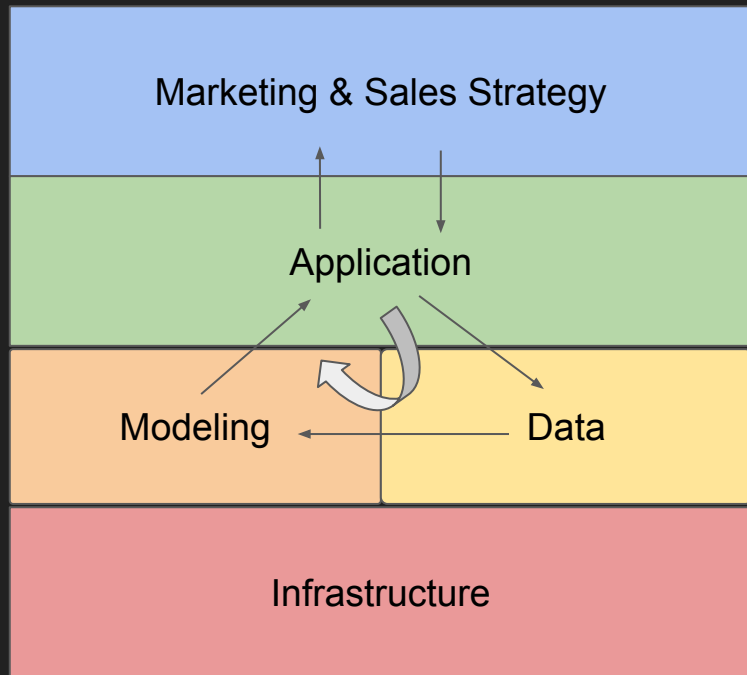 Marketing & Sales Strategy
Application
Modeling
Data
Infrastructure